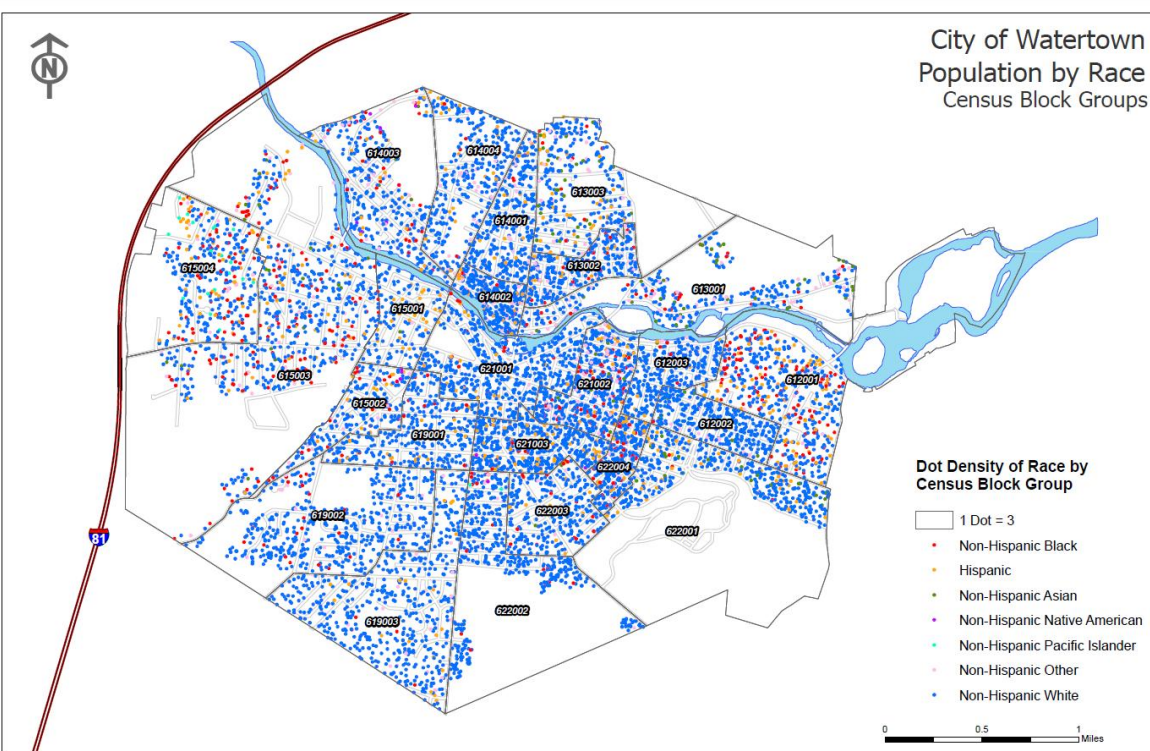 City of Watertown
Population by Race
Census Block Groups
N
614003
614004
613003
614001
615004
613002
613001
614002
615001
621001
612003
615003
621002
612001
615002
612002
619001
621003
622004
619002
622003
622001
81
622002
619003
Dot Density of Race by
Census Block Group
1 Dot = 3
Non-Hispanic Black
Hispanic
Non-Hispanic Asian
Non-Hispanic Native American
Non-Hispanic Pacific Islander
Non-Hispanic Other
Non-Hispanic White
0 0.5 1
Miles